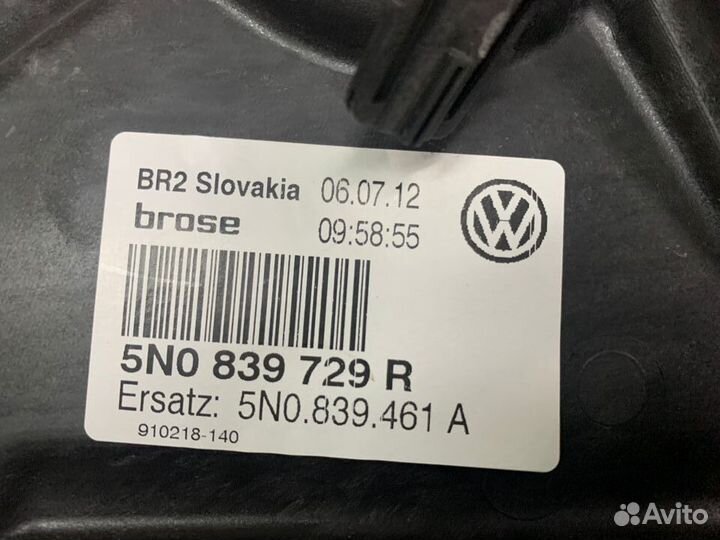 BR2 Slovakia 06.07.12
brose 09:58:55
5N0 839 729 R
Ersatz: 5N0.839.461 A
910218-140
Avito